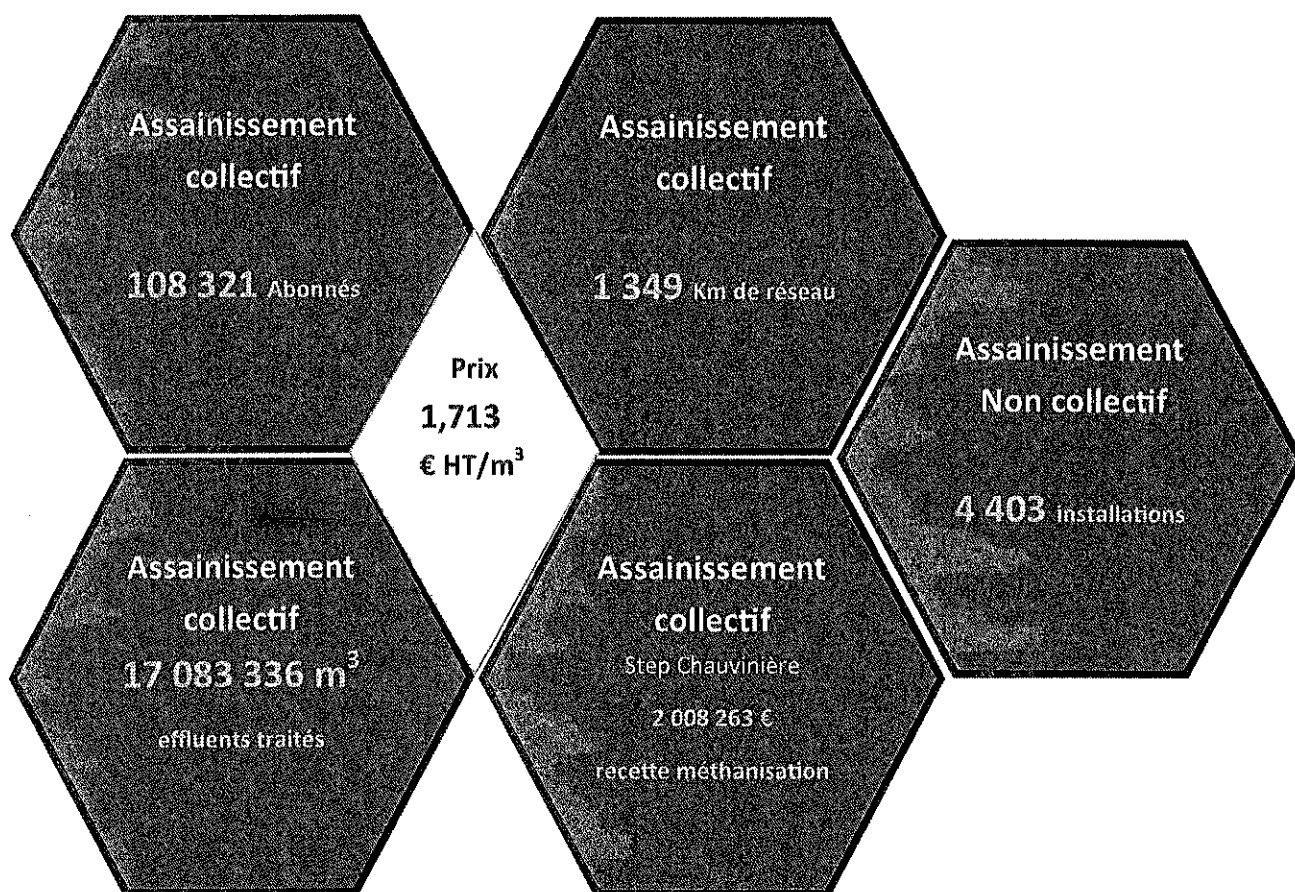 Assainissement
collectif
108 321 Abonnés
Assainissement
collectif
1 349 Km de réseau
Prix
1,713
€ HT/m³
Assainissement
Non collectif
4 403 installations
Assainissement
collectif
17 083 336 m³
effluents traités
Assainissement
collectif
Step Chauvinière
2 008 263 €
recette méthanisation